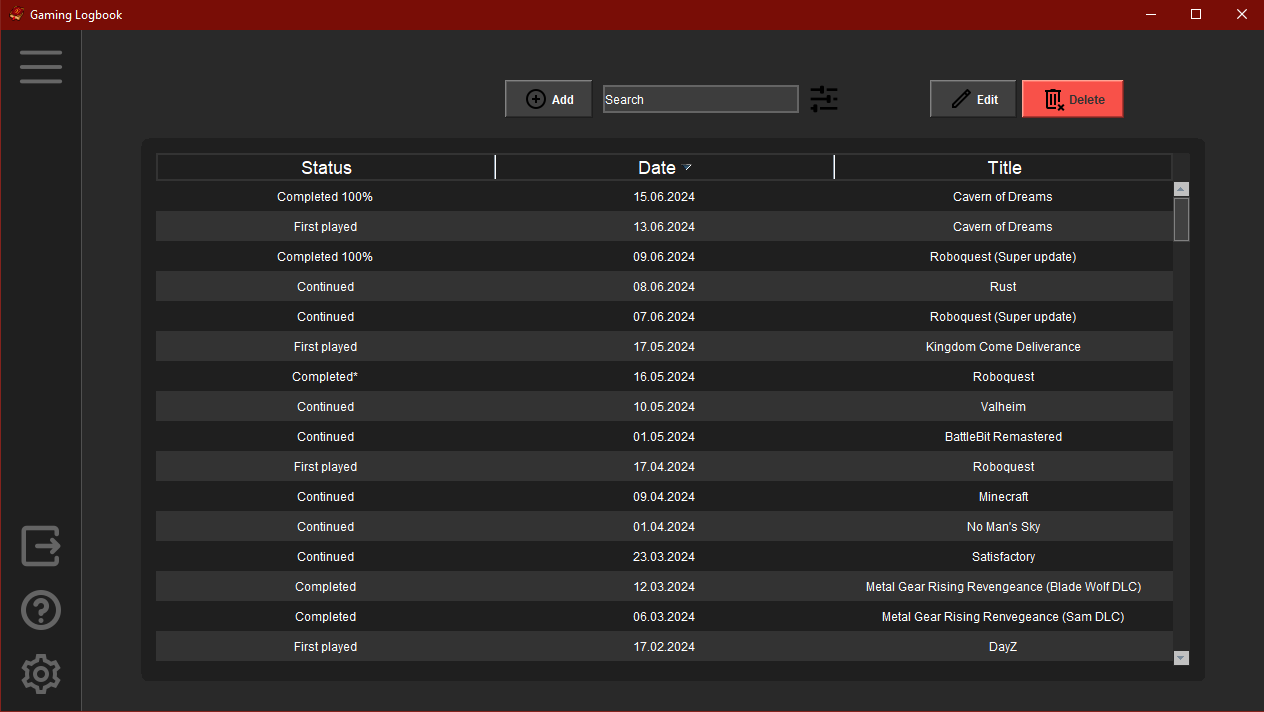 Gaming Logbook
Add
Search
Edit
Delete
Status Date Title
Completed 100% 15.06.2024 Cavern of Dreams
First played 13.06.2024 Cavern of Dreams
Completed 100% 09.06.2024 Roboquest (Super update)
Continued 08.06.2024 Rust
Continued 07.06.2024 Roboquest (Super update)
First played 17.05.2024 Kingdom Come Deliverance
Completed* 16.05.2024 Roboquest
Continued 10.05.2024 Valheim
Continued 01.05.2024 BattleBit Remastered
First played 17.04.2024 Roboquest
Continued 09.04.2024 Minecraft
Continued 01.04.2024 No Man's Sky
Continued 23.03.2024 Satisfactory
Completed 12.03.2024 Metal Gear Rising Revengeance (Blade Wolf DLC)
Completed 06.03.2024 Metal Gear Rising Renvegeance (Sam DLC)
First played 17.02.2024 DayZ